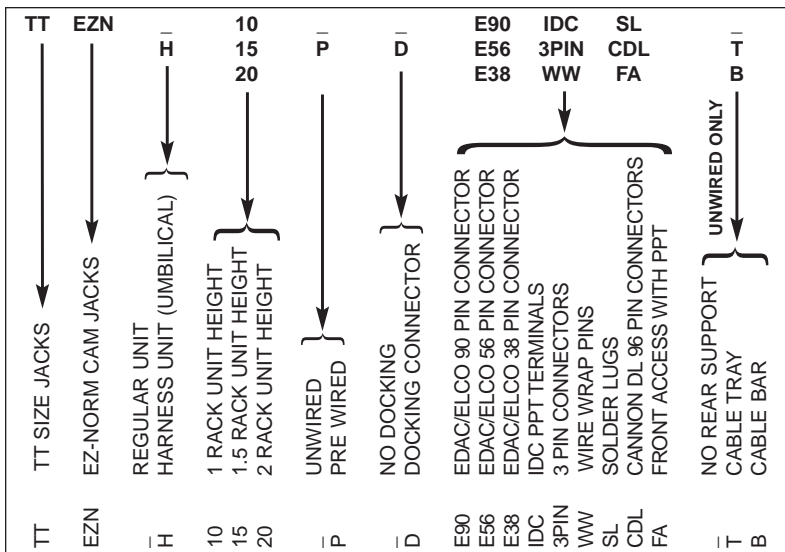 TT EZN _ 10 E90 IDC SL _
H 15 P D E56 3PIN CDL T
20 E38 WW FA B
UNWIRED ONLY
TT TT SIZE JACKS
EZN EZ-NORM CAM JACKS
_ REGULAR UNIT
H HARNESS UNIT (UMBILICAL)
10 1 RACK UNIT HEIGHT
15 1.5 RACK UNIT HEIGHT
20 2 RACK UNIT HEIGHT
_ UNWIRED
P PRE WIRED
_ NO DOCKING
D DOCKING CONNECTOR
E90 EDAC/ELCO 90 PIN CONNECTOR
E56 EDAC/ELCO 56 PIN CONNECTOR
E38 EDAC/ELCO 38 PIN CONNECTOR
IDC IDC PPT TERMINALS
3PIN 3 PIN CONNECTORS
WW WIRE WRAP PINS
SL SOLDER LUGS
CDL CANNON DL 96 PIN CONNECTORS
FA FRONT ACCESS WITH PPT
_ NO REAR SUPPORT
T CABLE TRAY
B CABLE BAR